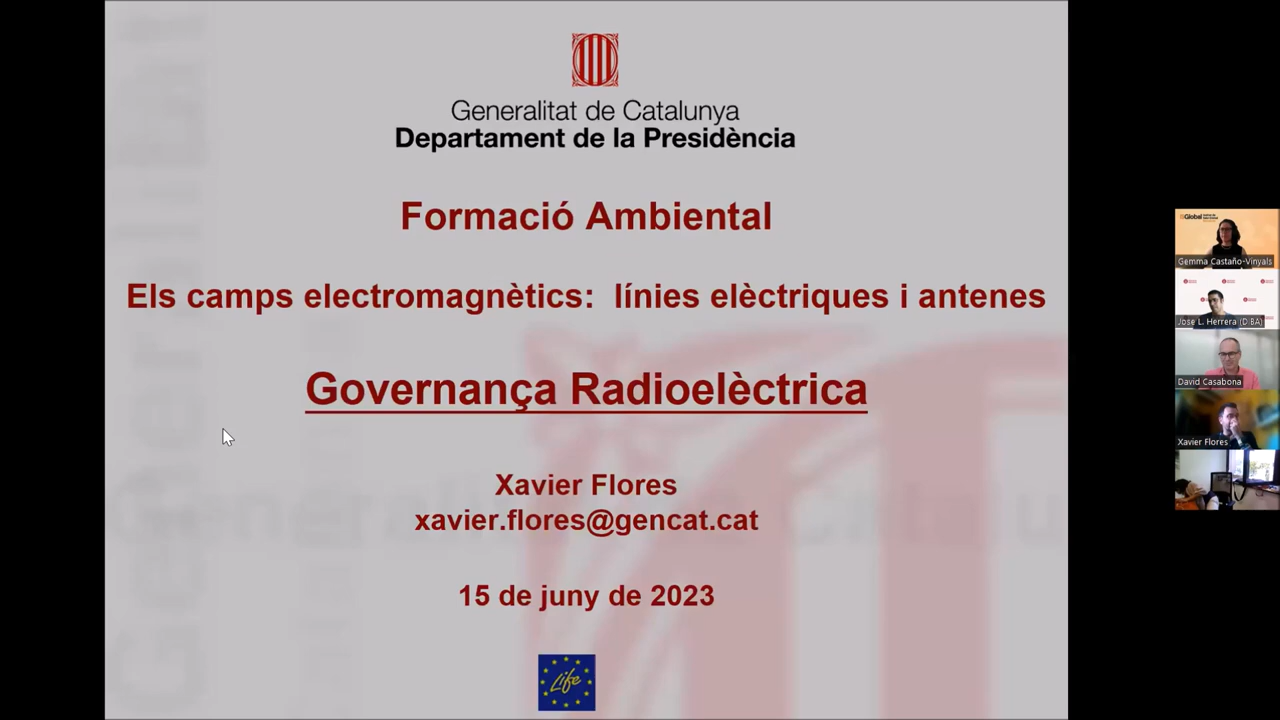 Generalitat de Catalunya
Departament de la Presidència
Formació Ambiental
Els camps electromagnètics: línies elèctriques i antenes
Governança Radioelèctrica
Xavier Flores
xavier.flores@gencat.cat
15 de juny de 2023
Life
ISGlobal
Gemma Castaño-Vinyals
Jose L. Herrera (DIBA)
David Casabona
Xavier Flores